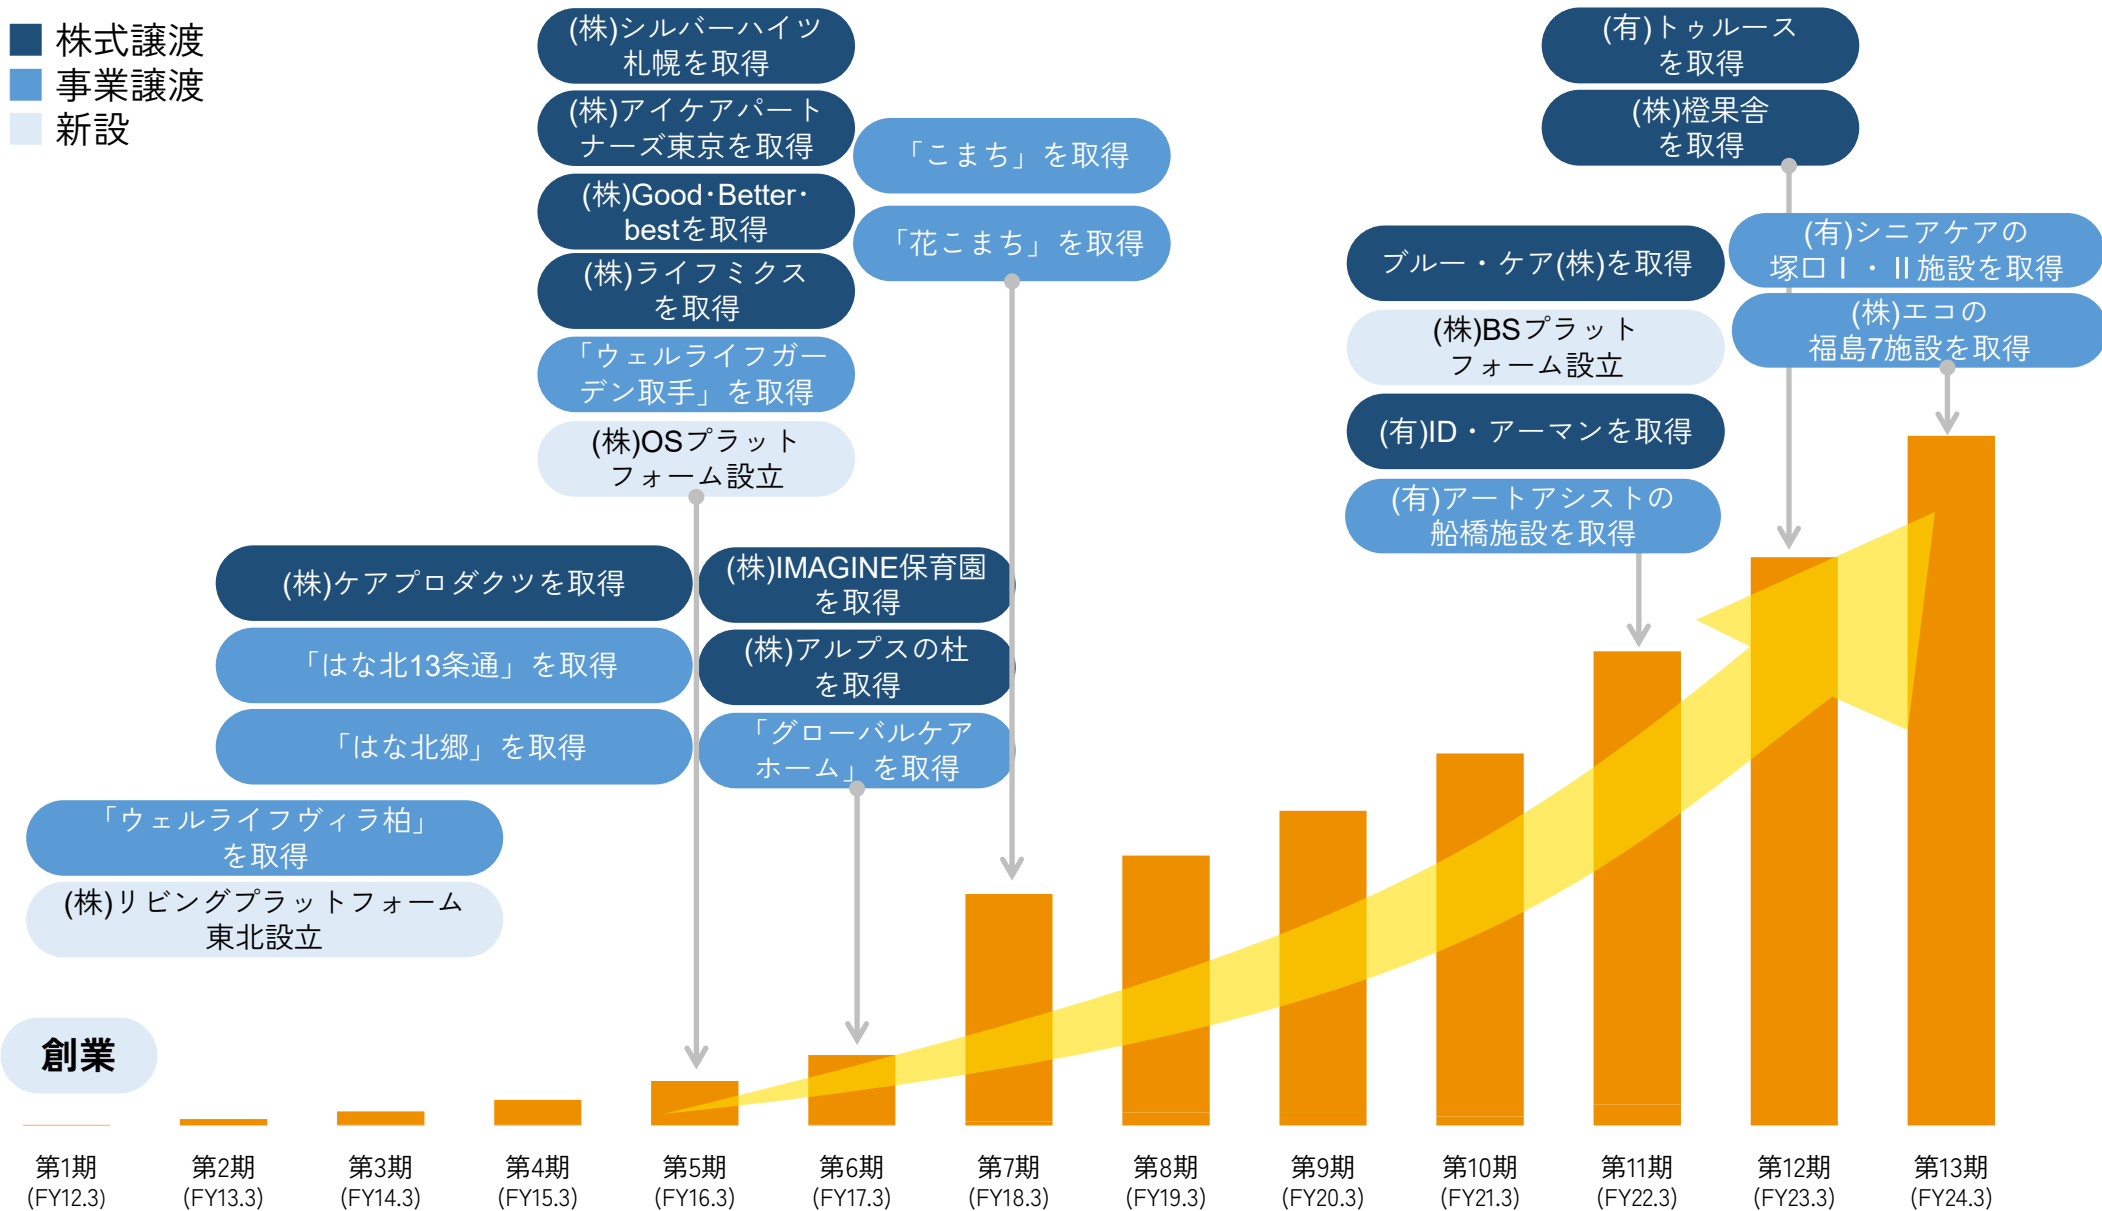 株式譲渡
事業譲渡
新設
(株)シルバーハイツ
札幌を取得
(株)アイケアパート
ナーズ東京を取得
(株)Good･Better･
bestを取得
(株)ライフミクス
を取得
「ウェルライフガー
デン取手」を取得
(株)OSプラット
フォーム設立
「こまち」を取得
「花こまち」を取得
(有)トゥルース
を取得
(株)橙果舎
を取得
ブルー・ケア(株)を取得
(株)BSプラット
フォーム設立
(有)ID・アーマンを取得
(有)アートアシストの
船橋施設を取得
(有)シニアケアの
塚口Ⅰ・Ⅱ施設を取得
(株)エコの
福島7施設を取得
(株)ケアプロダクツを取得
「はな北13条通」を取得
「はな北郷」を取得
(株)IMAGINE保育園
を取得
(株)アルプスの杜
を取得
「グローバルケア
ホーム」を取得
「ウェルライフヴィラ柏」
を取得
(株)リビングプラットフォーム
東北設立
創業
第1期
(FY12.3)
第2期
(FY13.3)
第3期
(FY14.3)
第4期
(FY15.3)
第5期
(FY16.3)
第6期
(FY17.3)
第7期
(FY18.3)
第8期
(FY19.3)
第9期
(FY20.3)
第10期
(FY21.3)
第11期
(FY22.3)
第12期
(FY23.3)
第13期
(FY24.3)